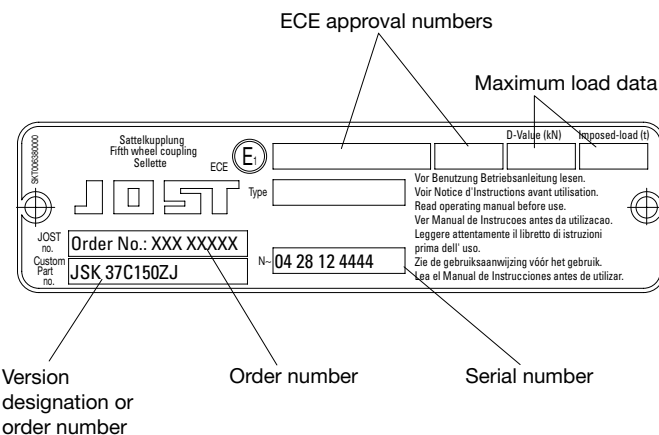 ECE approval numbers
Maximum load data
D-Value (kN)
Imposed-load (t)
SKT006380000
Sattelkupplung
Fifth wheel coupling
Sellette
ECE
E1
JOST
Type
Vor Benutzung Betriebsanleitung lesen.
Voir Notice d'Instructions avant utilisation.
Read operating manual before use.
Ver Manual de Instrucoes antes da utilizacao.
Leggere attentamente il libretto di istruzioni
prima dell' uso.
Zie de gebruiksaanwijzing vóór het gebruik.
Lea el Manual de Instrucciones antes de utilizar.
JOST
no.
Order No.: XXX XXXXX
Custom
Part
no.
JSK 37C150ZJ
N~
04 28 12 4444
Version
designation or
order number
Order number
Serial number